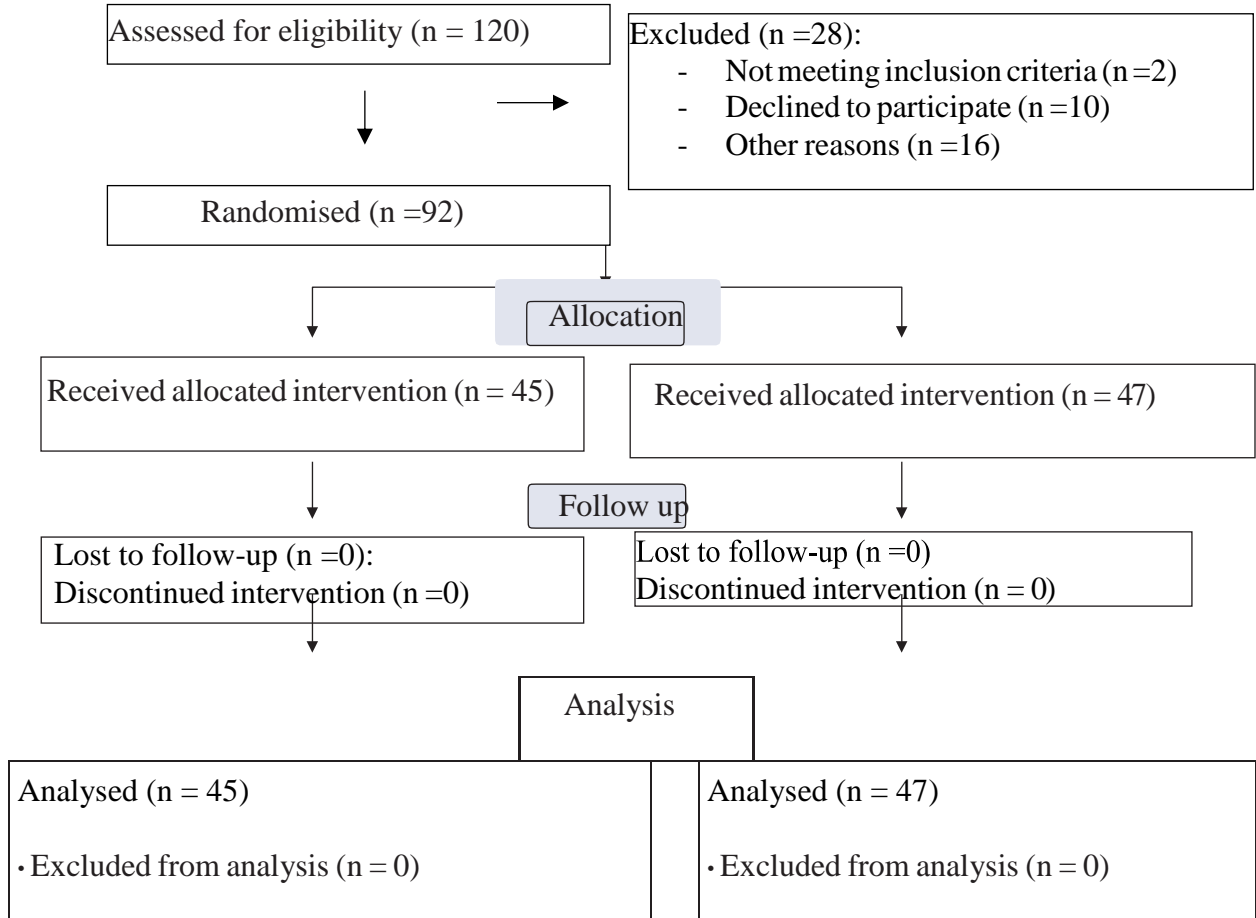 Assessed for eligibility (n = 120)
Excluded (n =28):
- Not meeting inclusion criteria (n =2)
- Declined to participate (n =10)
- Other reasons (n =16)
Randomised (n =92)
Allocation
Received allocated intervention (n = 45)
Received allocated intervention (n = 47)
Follow up
Lost to follow-up (n =0):
Discontinued intervention (n =0)
Lost to follow-up (n =0)
Discontinued intervention (n = 0)
Analysis
Analysed (n = 45)
· Excluded from analysis (n = 0)
Analysed (n = 47)
· Excluded from analysis (n = 0)